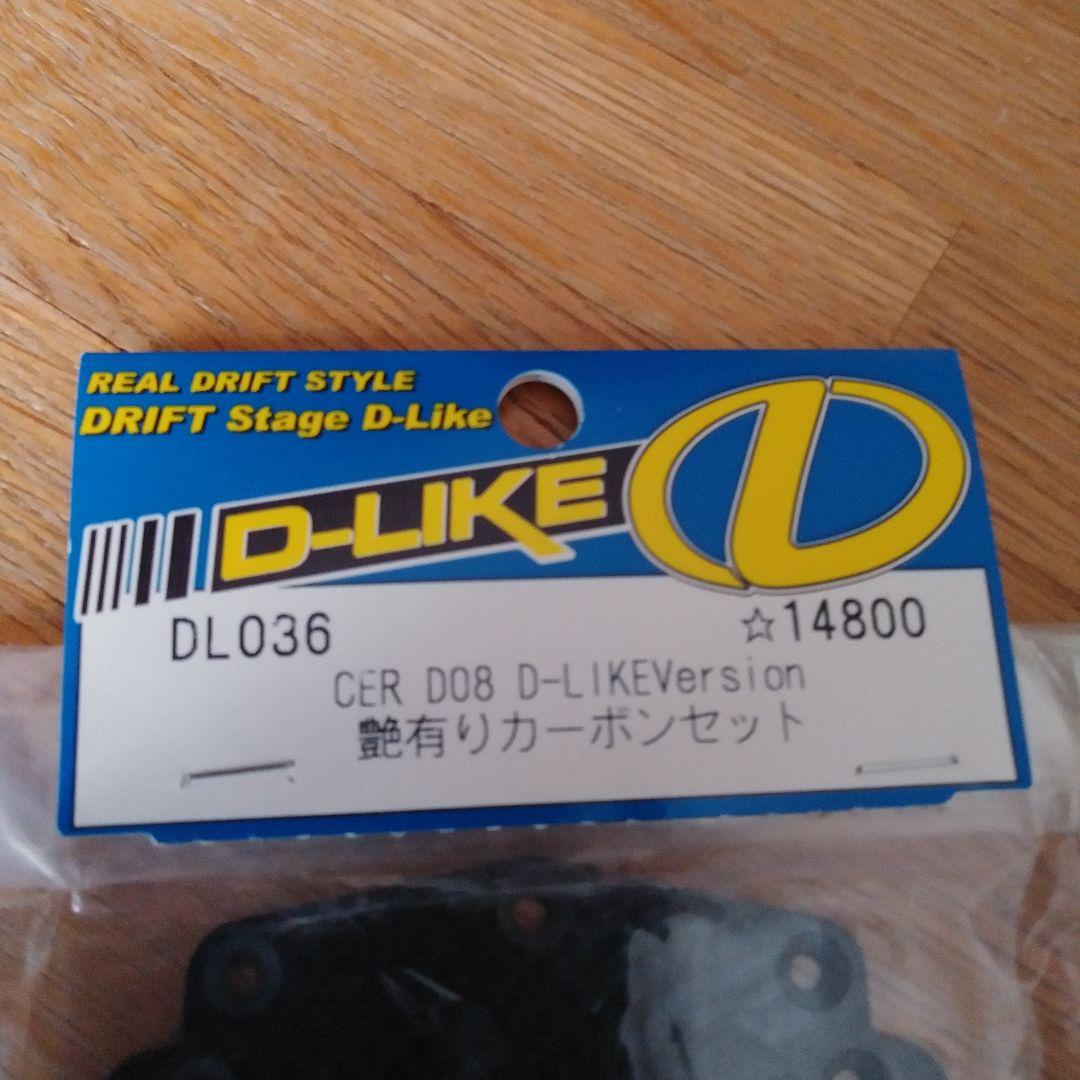 REAL DRIFT STYLE
DRIFT Stage D-Like
D-LIKE
DL036
☆14800
CER D08 D-LIKEVersion
艶有りカーボンセット